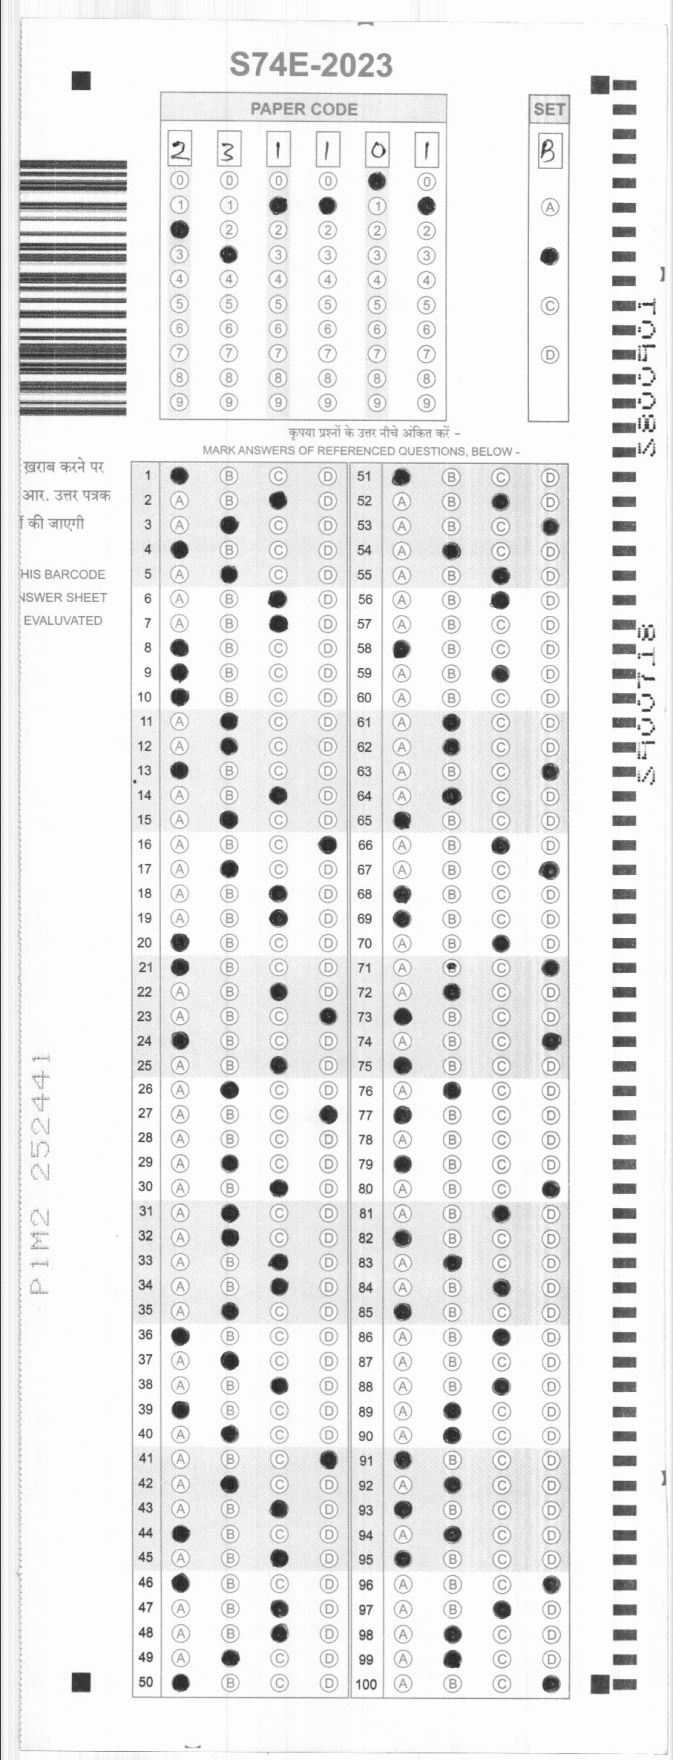 S74E-2023
PAPER CODE
SET
2 3 1 1 0 1
B
0 0 0 0 0
1 1 1 A
2 2 2 2 2
3 3 3 3 3
4 4 4 4 4 4
5 5 5 5 5 5 C
6 6 6 6 6 6
7 7 7 7 7 7 D
8 8 8 8 8 8
9 9 9 9 9 9
कृपया प्रश्नों के उत्तर नीचे अंकित करें –
MARK ANSWERS OF REFERENCED QUESTIONS, BELOW -
ख़राब करने पर
आर. उत्तर पत्रक
की जाएगी
HIS BARCODE
NSWER SHEET
EVALUVATED
1 B C D 51 B C D
2 A B D 52 A B D
3 A C D 53 A B C
4 B C D 54 A C D
5 A C D 55 A B D
6 A B D 56 A B D
7 A B D 57 A B C D
8 B C D 58 B C D
9 B C D 59 A B D
10 B C D 60 A B C D
11 A C D 61 A C D
12 A C D 62 A C D
13 B C D 63 A B C
14 A B D 64 A C D
15 A C D 65 B C D
16 A B C 66 A B D
17 A C D 67 A B C
18 A B D 68 B C D
19 A B D 69 B C D
20 B C D 70 A B D
21 B C D 71 A C
22 A B D 72 A C D
23 A B C 73 B C D
24 B C D 74 A B C
25 A B D 75 B C D
26 A C D 76 A C D
27 A B C 77 B C D
28 A B C D 78 A B C D
29 A C D 79 B C D
30 A B D 80 A B C
31 A C D 81 A B D
32 A C D 82 B C D
33 A B D 83 A C D
34 A B D 84 A B D
35 A C D 85 B C D
36 B C D 86 A B D
37 A C D 87 A B C D
38 A B D 88 A B D
39 B C D 89 A C D
40 A C D 90 A C D
41 A B C 91 B C D
42 A C D 92 A C D
43 A B D 93 B C D
44 B C D 94 A C D
45 A B D 95 B C D
46 B C D 96 A B C
47 A B D 97 A B D
48 A B D 98 A C D
49 A C D 99 A C D
50 B C D 100 A B C
P1M2 252441